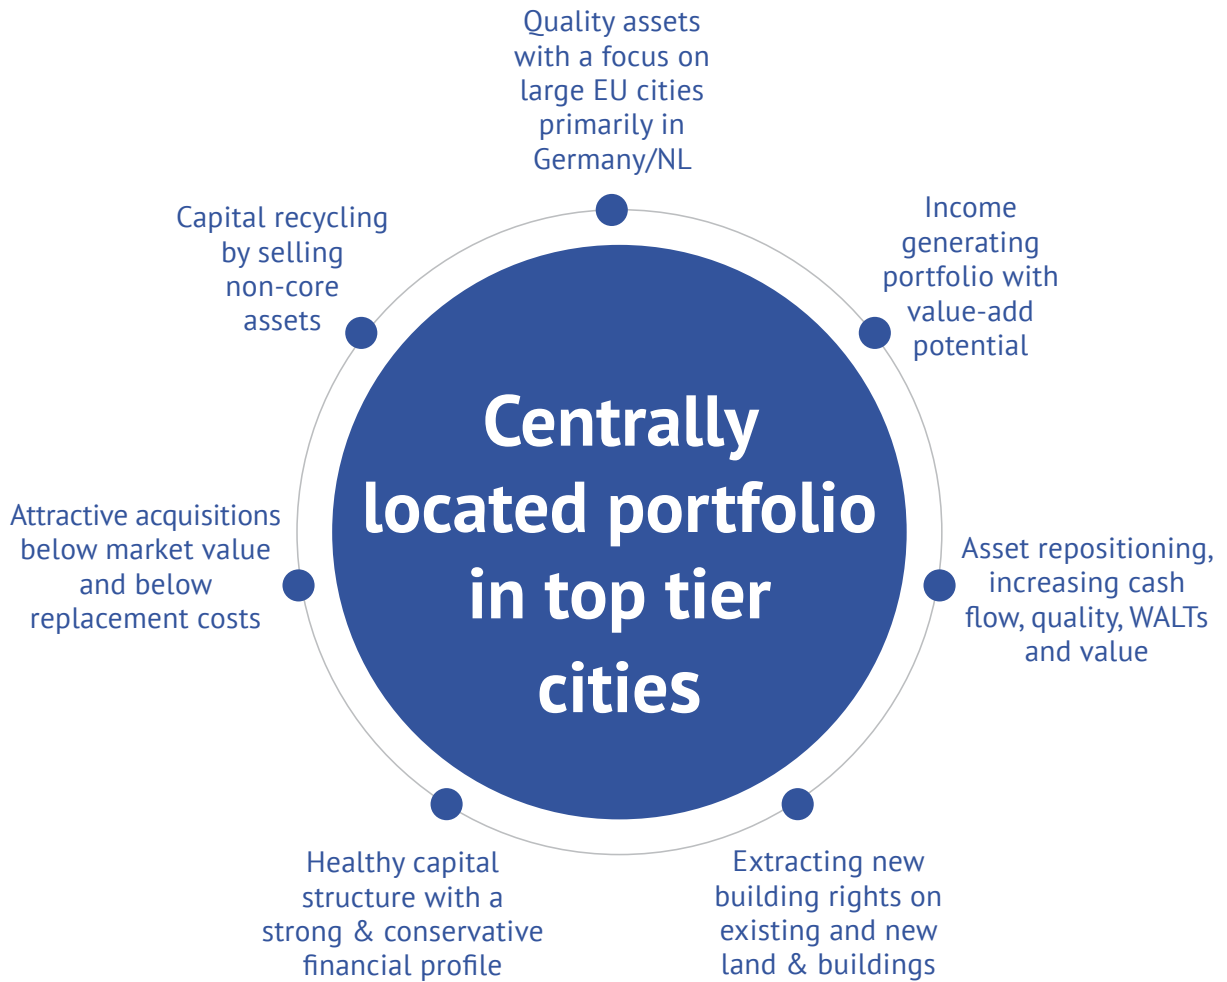 Quality assets
with a focus on
large EU cities
primarily in
Germany/NL
Income
generating
portfolio with
value-add
potential
Asset repositioning,
increasing cash
flow, quality, WALTs
and value
Extracting new
building rights on
existing and new
land & buildings
Healthy capital
structure with a
strong & conservative
financial profile
Attractive acquisitions
below market value
and below
replacement costs
Capital recycling
by selling
non-core
assets
Centrally
located portfolio
in top tier
cities